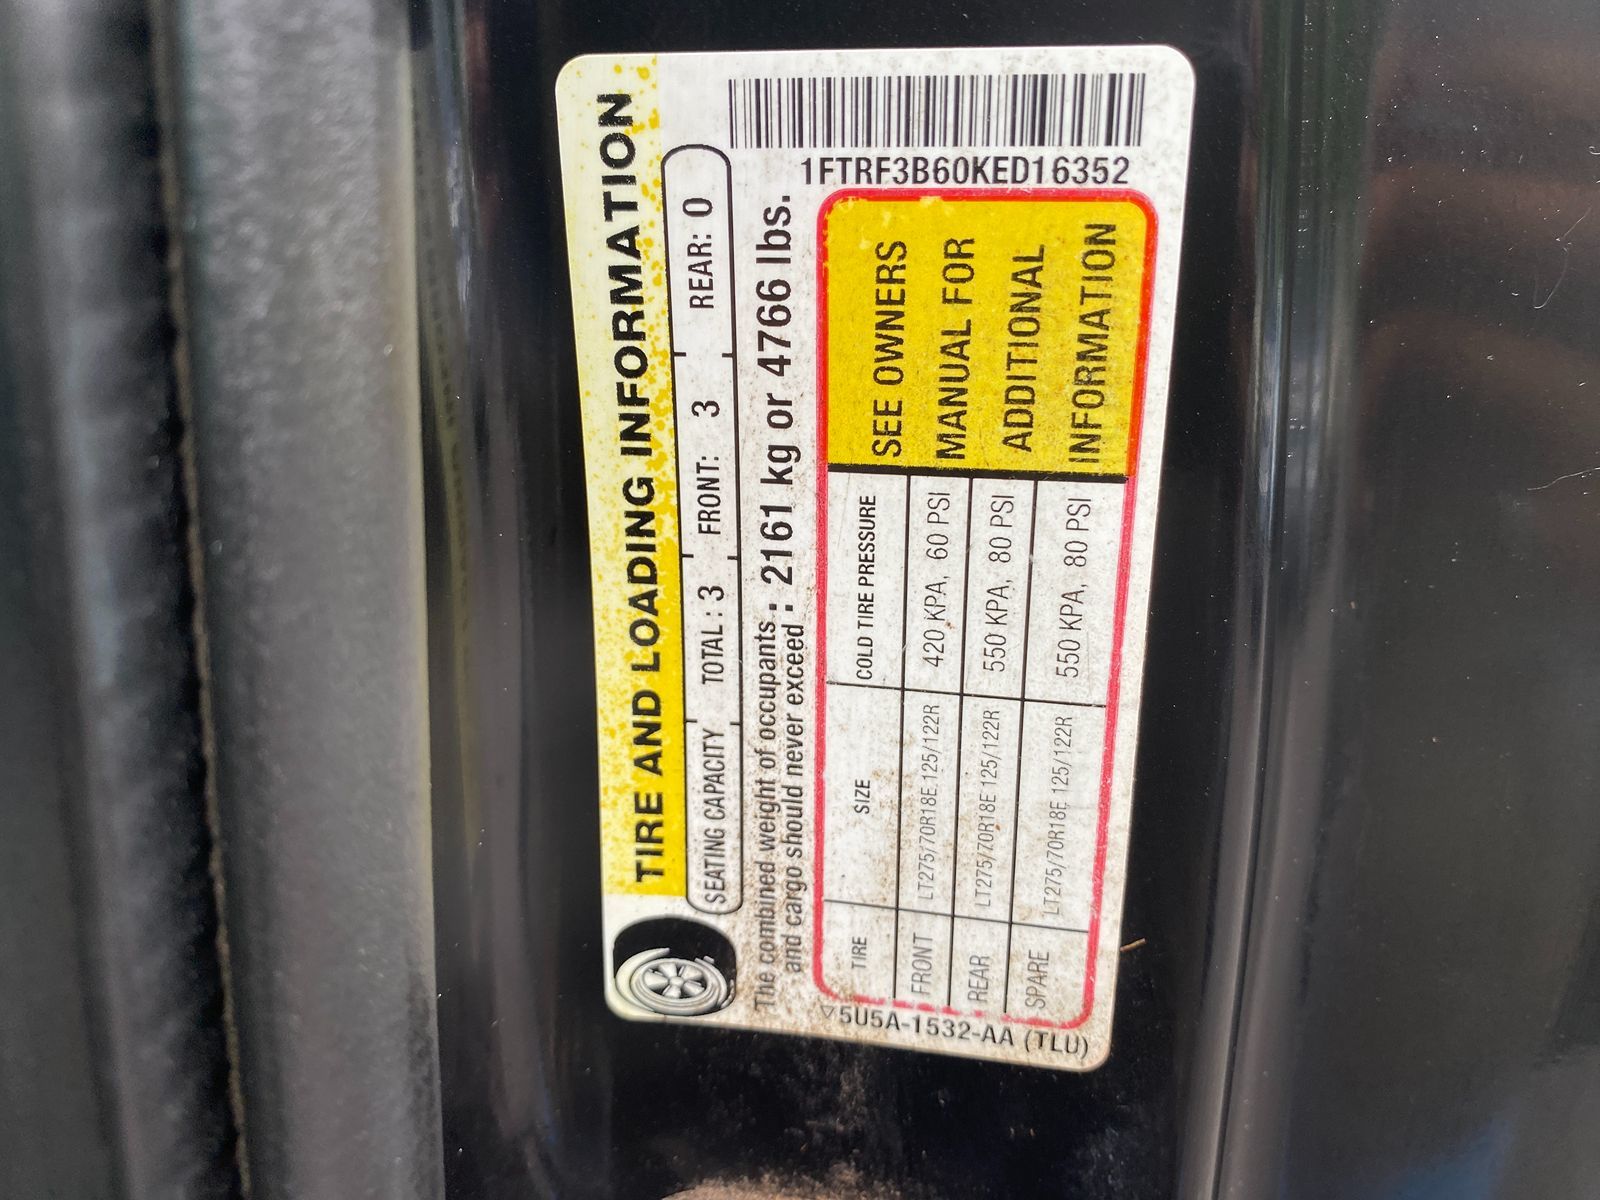 TIRE AND LOADING INFORMATION
SEATING CAPACITY TOTAL : 3 FRONT: 3 REAR: 0
The combined weight of occupants and cargo should never exceed : 2161 kg or 4766 lbs.
1FTRF3B60KED16352
TIRE SIZE COLD TIRE PRESSURE
FRONT LT275/70R18E 125/122R 420 KPA, 60 PSI
REAR LT275/70R18E 125/122R 550 KPA, 80 PSI
SPARE LT275/70R18E 125/122R 550 KPA, 80 PSI
SEE OWNERS
MANUAL FOR
ADDITIONAL
INFORMATION
5U5A-1532-AA (TLU)